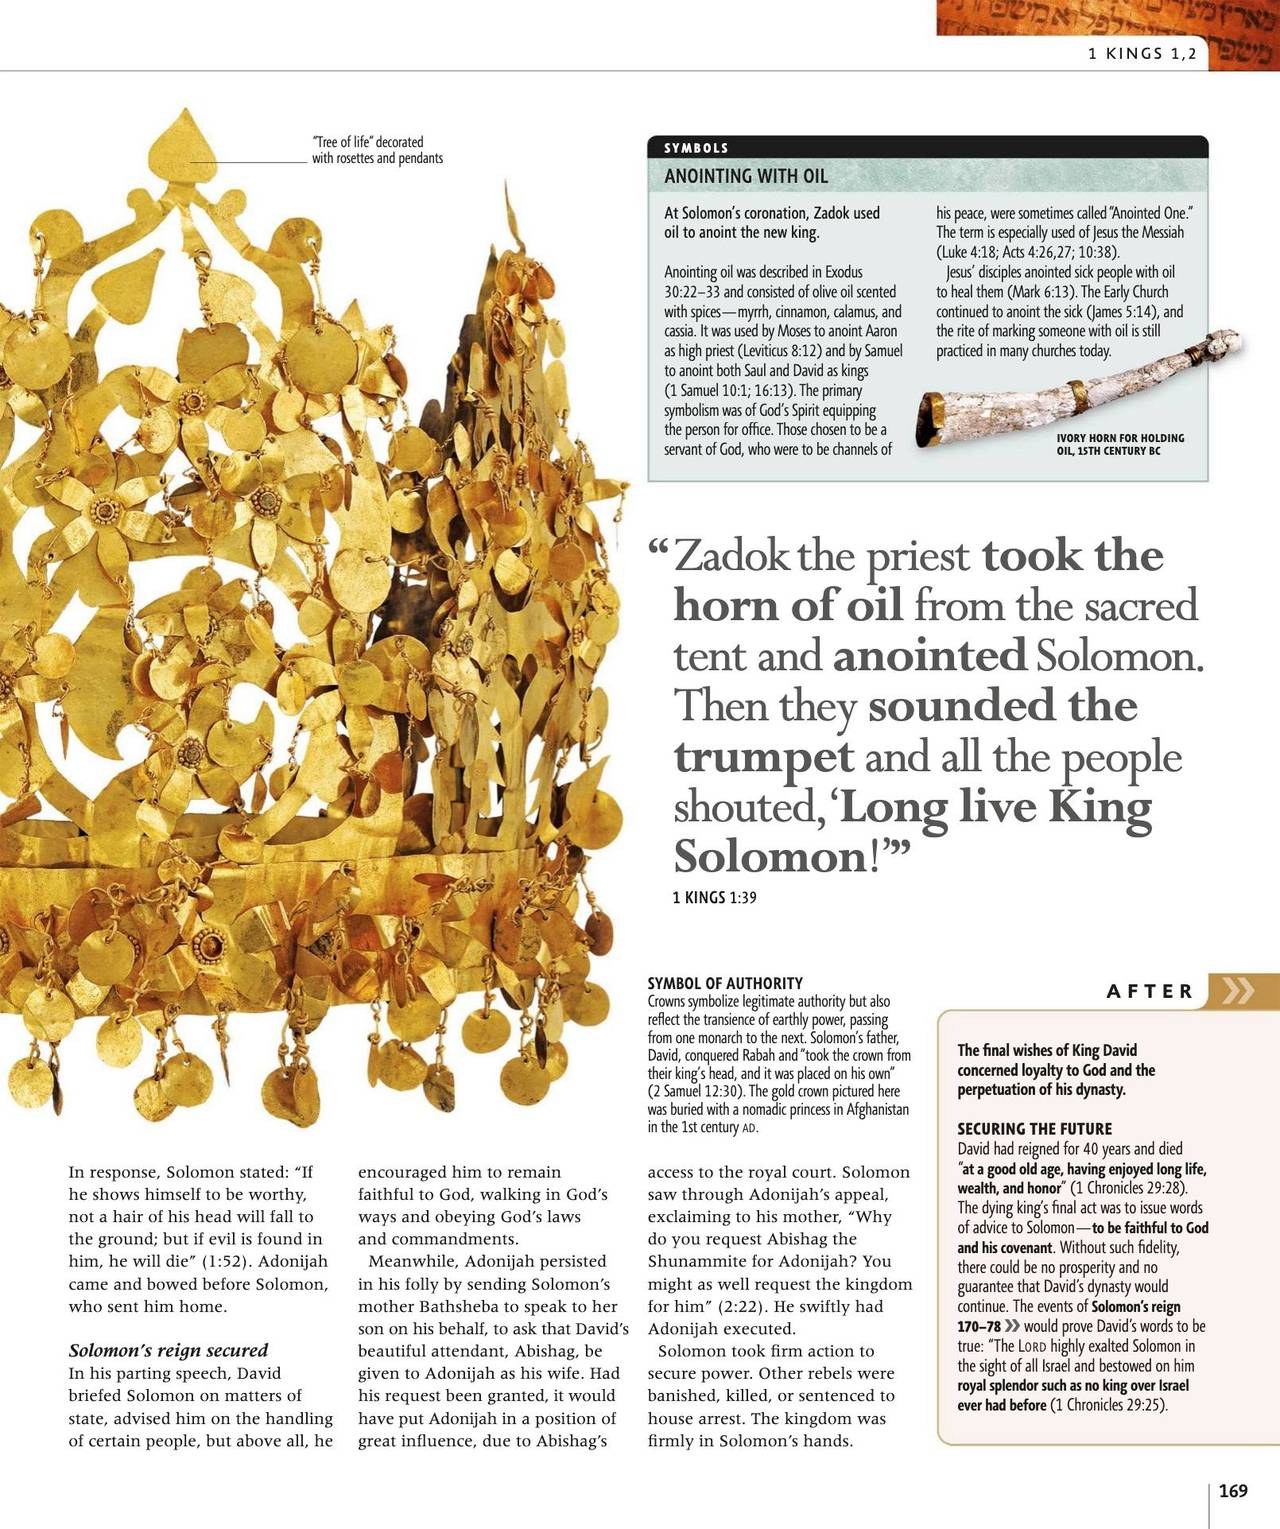 1 KINGS 1,2
“Tree of life” decorated
with rosettes and pendants
SYMBOLS
ANOINTING WITH OIL
At Solomon’s coronation, Zadok used
oil to anoint the new king.
Anointing oil was described in Exodus
30:22–33 and consisted of olive oil scented
with spices—myrrh, cinnamon, calamus, and
cassia. It was used by Moses to anoint Aaron
as high priest (Leviticus 8:12) and by Samuel
to anoint both Saul and David as kings
(1 Samuel 10:1; 16:13). The primary
symbolism was of God’s Spirit equipping
the person for office. Those chosen to be a
servant of God, who were to be channels of
his peace, were sometimes called “Anointed One.”
The term is especially used of Jesus the Messiah
(Luke 4:18; Acts 4:26,27; 10:38).
Jesus’ disciples anointed sick people with oil
to heal them (Mark 6:13). The Early Church
continued to anoint the sick (James 5:14), and
the rite of marking someone with oil is still
practiced in many churches today.
IVORY HORN FOR HOLDING
OIL, 15TH CENTURY BC
“Zadok the priest took the
horn of oil from the sacred
tent and anointed Solomon.
Then they sounded the
trumpet and all the people
shouted, ‘Long live King
Solomon!’”
1 KINGS 1:39
SYMBOL OF AUTHORITY
Crowns symbolize legitimate authority but also
reflect the transience of earthly power, passing
from one monarch to the next. Solomon’s father,
David, conquered Rabah and “took the crown from
their king’s head, and it was placed on his own”
(2 Samuel 12:30). The gold crown pictured here
was buried with a nomadic princess in Afghanistan
in the 1st century AD.
In response, Solomon stated: “If
he shows himself to be worthy,
not a hair of his head will fall to
the ground; but if evil is found in
him, he will die” (1:52). Adonijah
came and bowed before Solomon,
who sent him home.
Solomon’s reign secured
In his parting speech, David
briefed Solomon on matters of
state, advised him on the handling
of certain people, but above all, he
encouraged him to remain
faithful to God, walking in God’s
ways and obeying God’s laws
and commandments.
Meanwhile, Adonijah persisted
in his folly by sending Solomon’s
mother Bathsheba to speak to her
son on his behalf, to ask that David’s
beautiful attendant, Abishag, be
given to Adonijah as his wife. Had
his request been granted, it would
have put Adonijah in a position of
great influence, due to Abishag’s
access to the royal court. Solomon
saw through Adonijah’s appeal,
exclaiming to his mother, “Why
do you request Abishag the
Shunammite for Adonijah? You
might as well request the kingdom
for him” (2:22). He swiftly had
Adonijah executed.
Solomon took firm action to
secure power. Other rebels were
banished, killed, or sentenced to
house arrest. The kingdom was
firmly in Solomon’s hands.
AFTER
The final wishes of King David
concerned loyalty to God and the
perpetuation of his dynasty.
SECURING THE FUTURE
David had reigned for 40 years and died
“at a good old age, having enjoyed long life,
wealth, and honor” (1 Chronicles 29:28).
The dying king’s final act was to issue words
of advice to Solomon—to be faithful to God
and his covenant. Without such fidelity,
there could be no prosperity and no
guarantee that David’s dynasty would
continue. The events of Solomon’s reign
170–78 » would prove David’s words to be
true: “The LORD highly exalted Solomon in
the sight of all Israel and bestowed on him
royal splendor such as no king over Israel
ever had before (1 Chronicles 29:25).
169